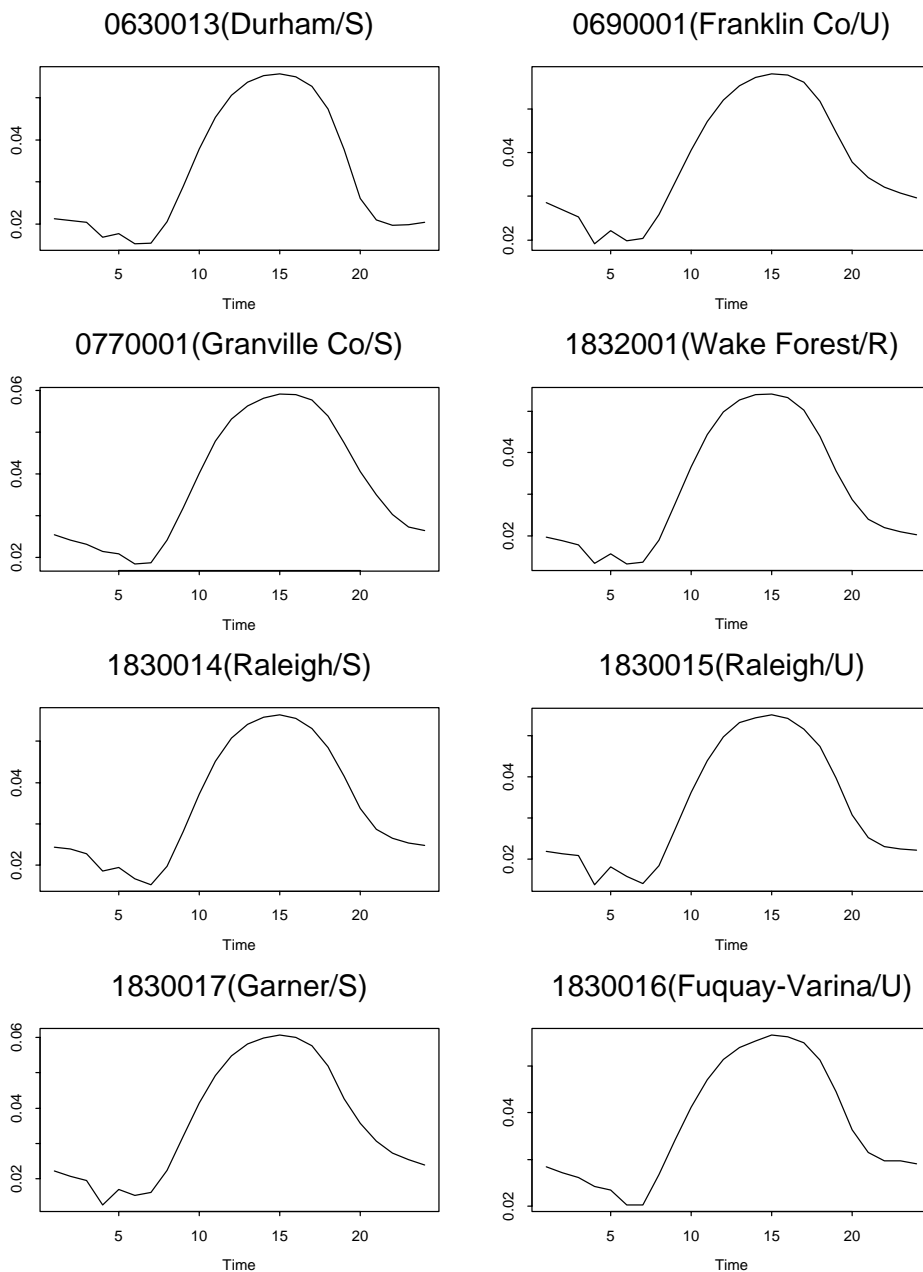 0630013(Durham/S)
0.02 0.04
5 10 15 20
Time
0690001(Franklin Co/U)
0.02 0.04
5 10 15 20
Time
0770001(Granville Co/S)
0.02 0.04 0.06
5 10 15 20
Time
1832001(Wake Forest/R)
0.02 0.04
5 10 15 20
Time
1830014(Raleigh/S)
0.02 0.04
5 10 15 20
Time
1830015(Raleigh/U)
0.02 0.04
5 10 15 20
Time
1830017(Garner/S)
0.02 0.04 0.06
5 10 15 20
Time
1830016(Fuquay-Varina/U)
0.02 0.04
5 10 15 20
Time